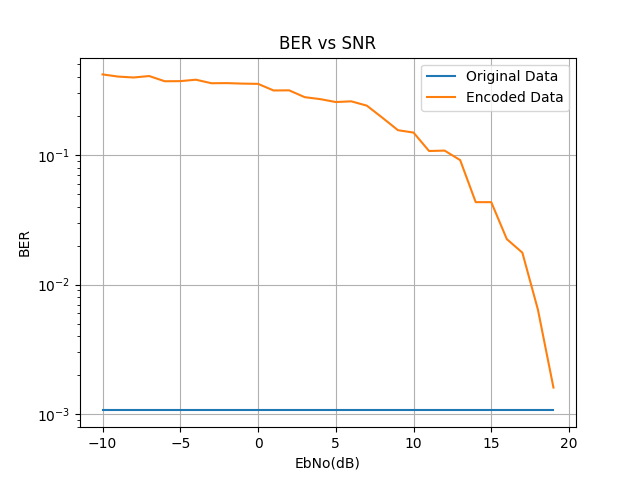 BER vs SNR
Original Data
Encoded Data
BER
10⁻¹
10⁻²
10⁻³
−10
−5
0
5
10
15
20
EbNo(dB)